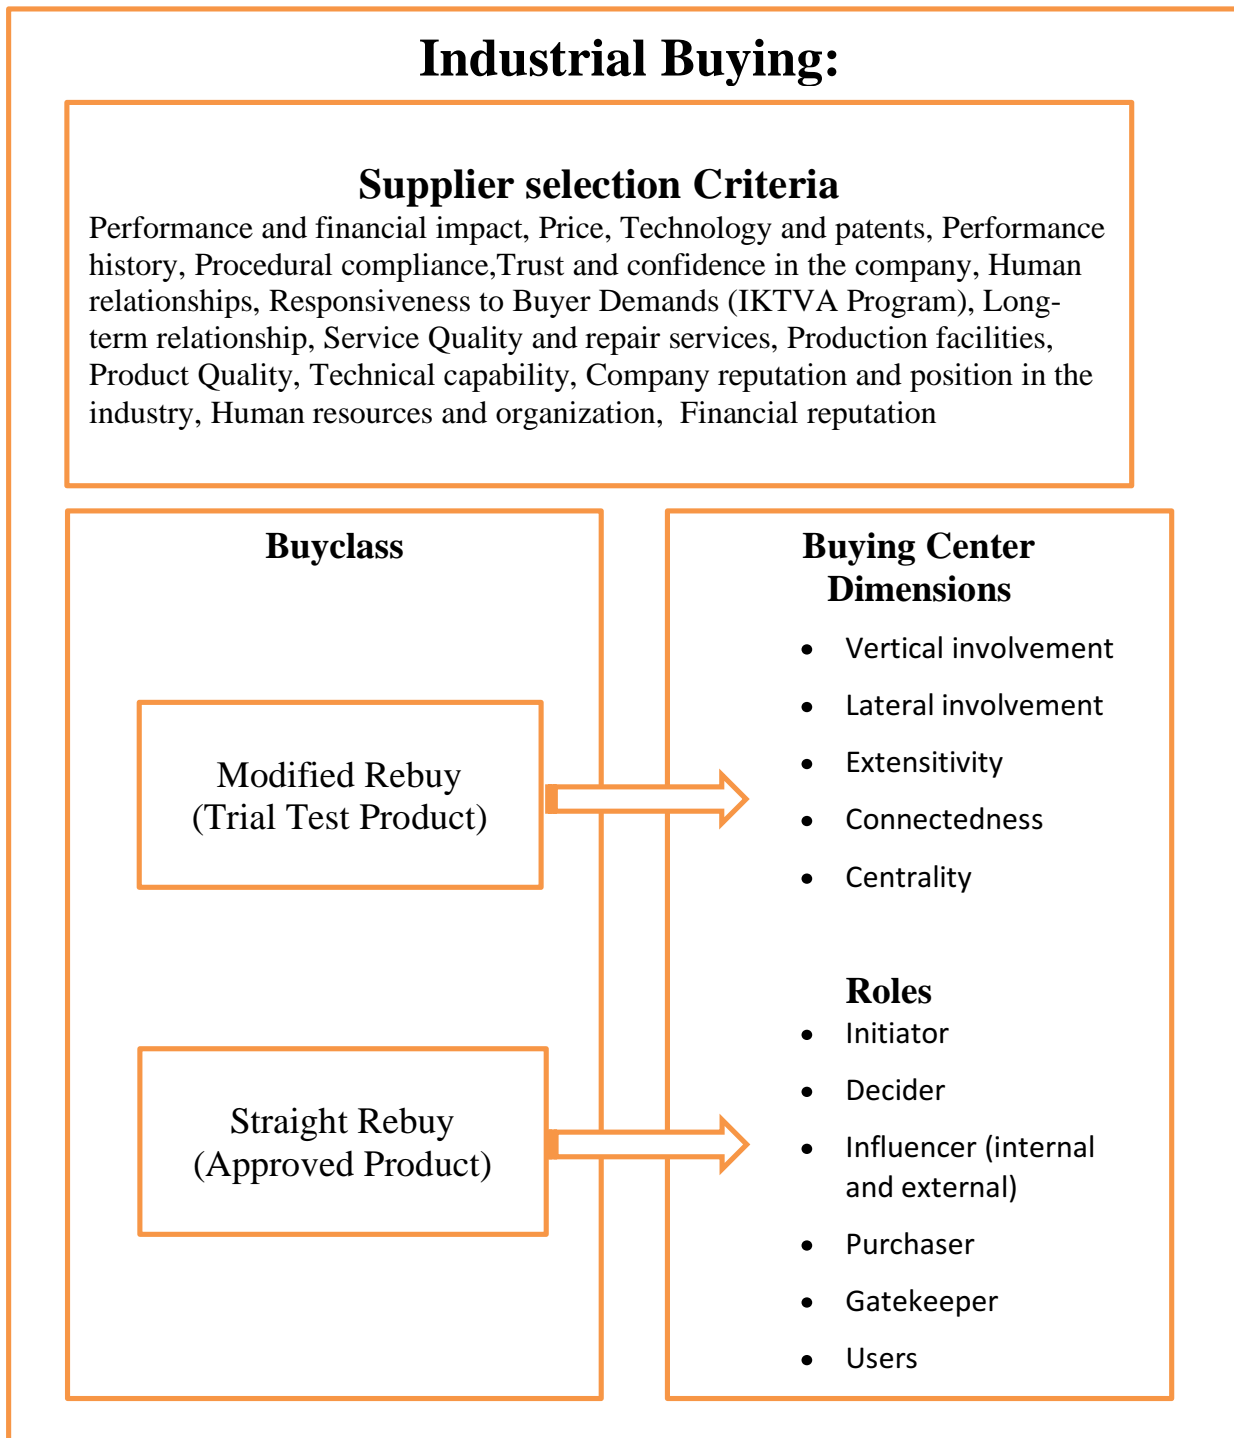 Industrial Buying:
Supplier selection Criteria
Performance and financial impact, Price, Technology and patents, Performance
history, Procedural compliance,Trust and confidence in the company, Human
relationships, Responsiveness to Buyer Demands (IKTVA Program), Long-
term relationship, Service Quality and repair services, Production facilities,
Product Quality, Technical capability, Company reputation and position in the
industry, Human resources and organization,  Financial reputation
Buyclass
Modified Rebuy
(Trial Test Product)
Straight Rebuy
(Approved Product)
Buying Center
Dimensions
• Vertical involvement
• Lateral involvement
• Extensitivity
• Connectedness
• Centrality
Roles
• Initiator
• Decider
• Influencer (internal
and external)
• Purchaser
• Gatekeeper
• Users